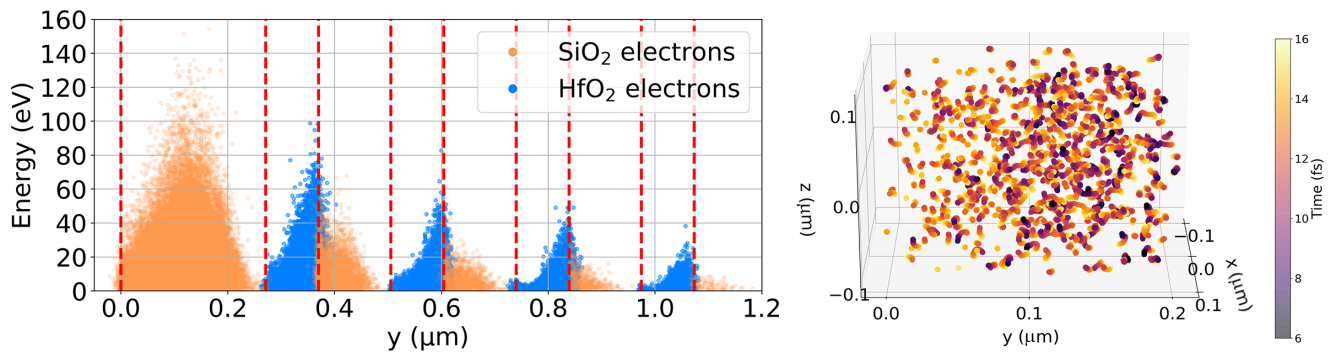 160
140
120
100
80
60
40
20
0
Energy (eV)
SiO₂ electrons
HfO₂ electrons
0.0 0.2 0.4 0.6 0.8 1.0 1.2
y (μm)
0.1
0.0
−0.1
z (μm)
0.0 0.1 0.2
y (μm)
−0.1
0.0
0.1
x (μm)
16
14
12
10
8
6
Time (fs)